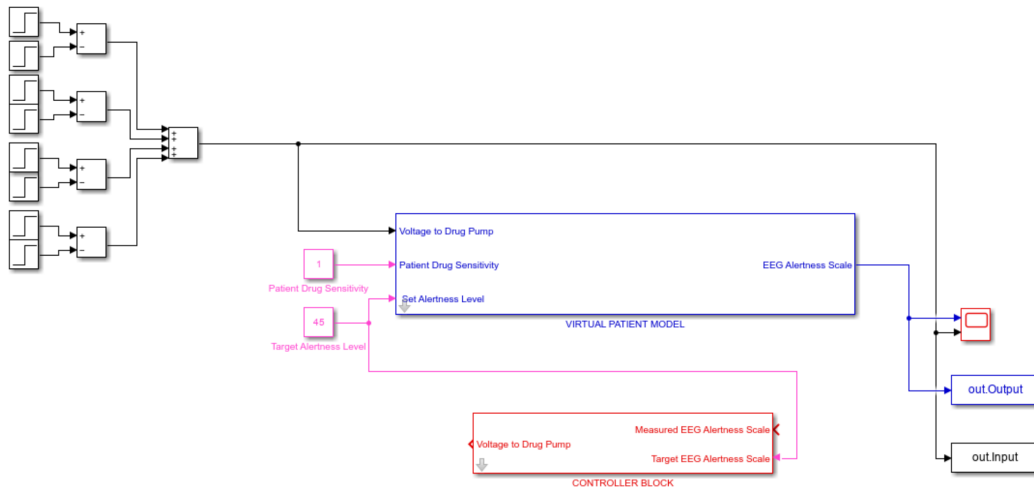 +
−
+
−
+
+
+
+
+
−
+
−
Voltage to Drug Pump
1
Patient Drug Sensitivity
EEG Alertness Scale
Patient Drug Sensitivity
Set Alertness Level
45
VIRTUAL PATIENT MODEL
Target Alertness Level
out.Output
Measured EEG Alertness Scale
Voltage to Drug Pump
Target EEG Alertness Scale
out.Input
CONTROLLER BLOCK